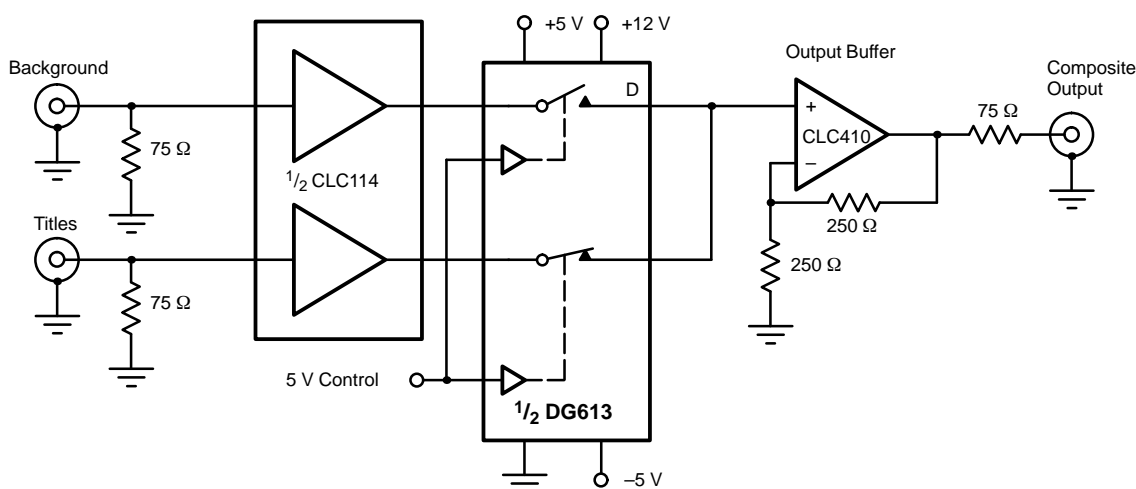 +5 V
+12 V
Background
Output Buffer
Composite
Output
D
75 Ω
+
CLC410
–
75 Ω
1/2 CLC114
Titles
250 Ω
250 Ω
75 Ω
5 V Control
1/2 DG613
–5 V